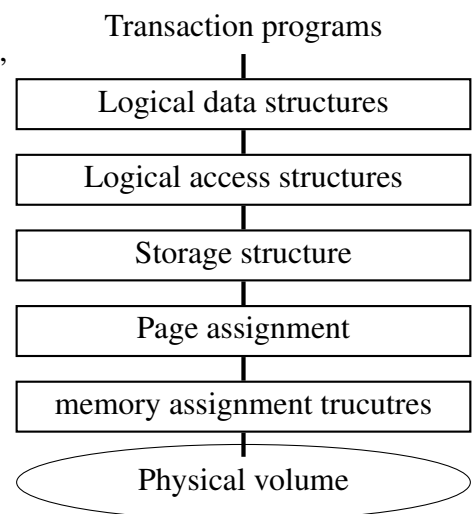 Transaction programs
,
Logical data structures
Logical access structures
Storage structure
Page assignment
memory assignment trucutres
Physical volume